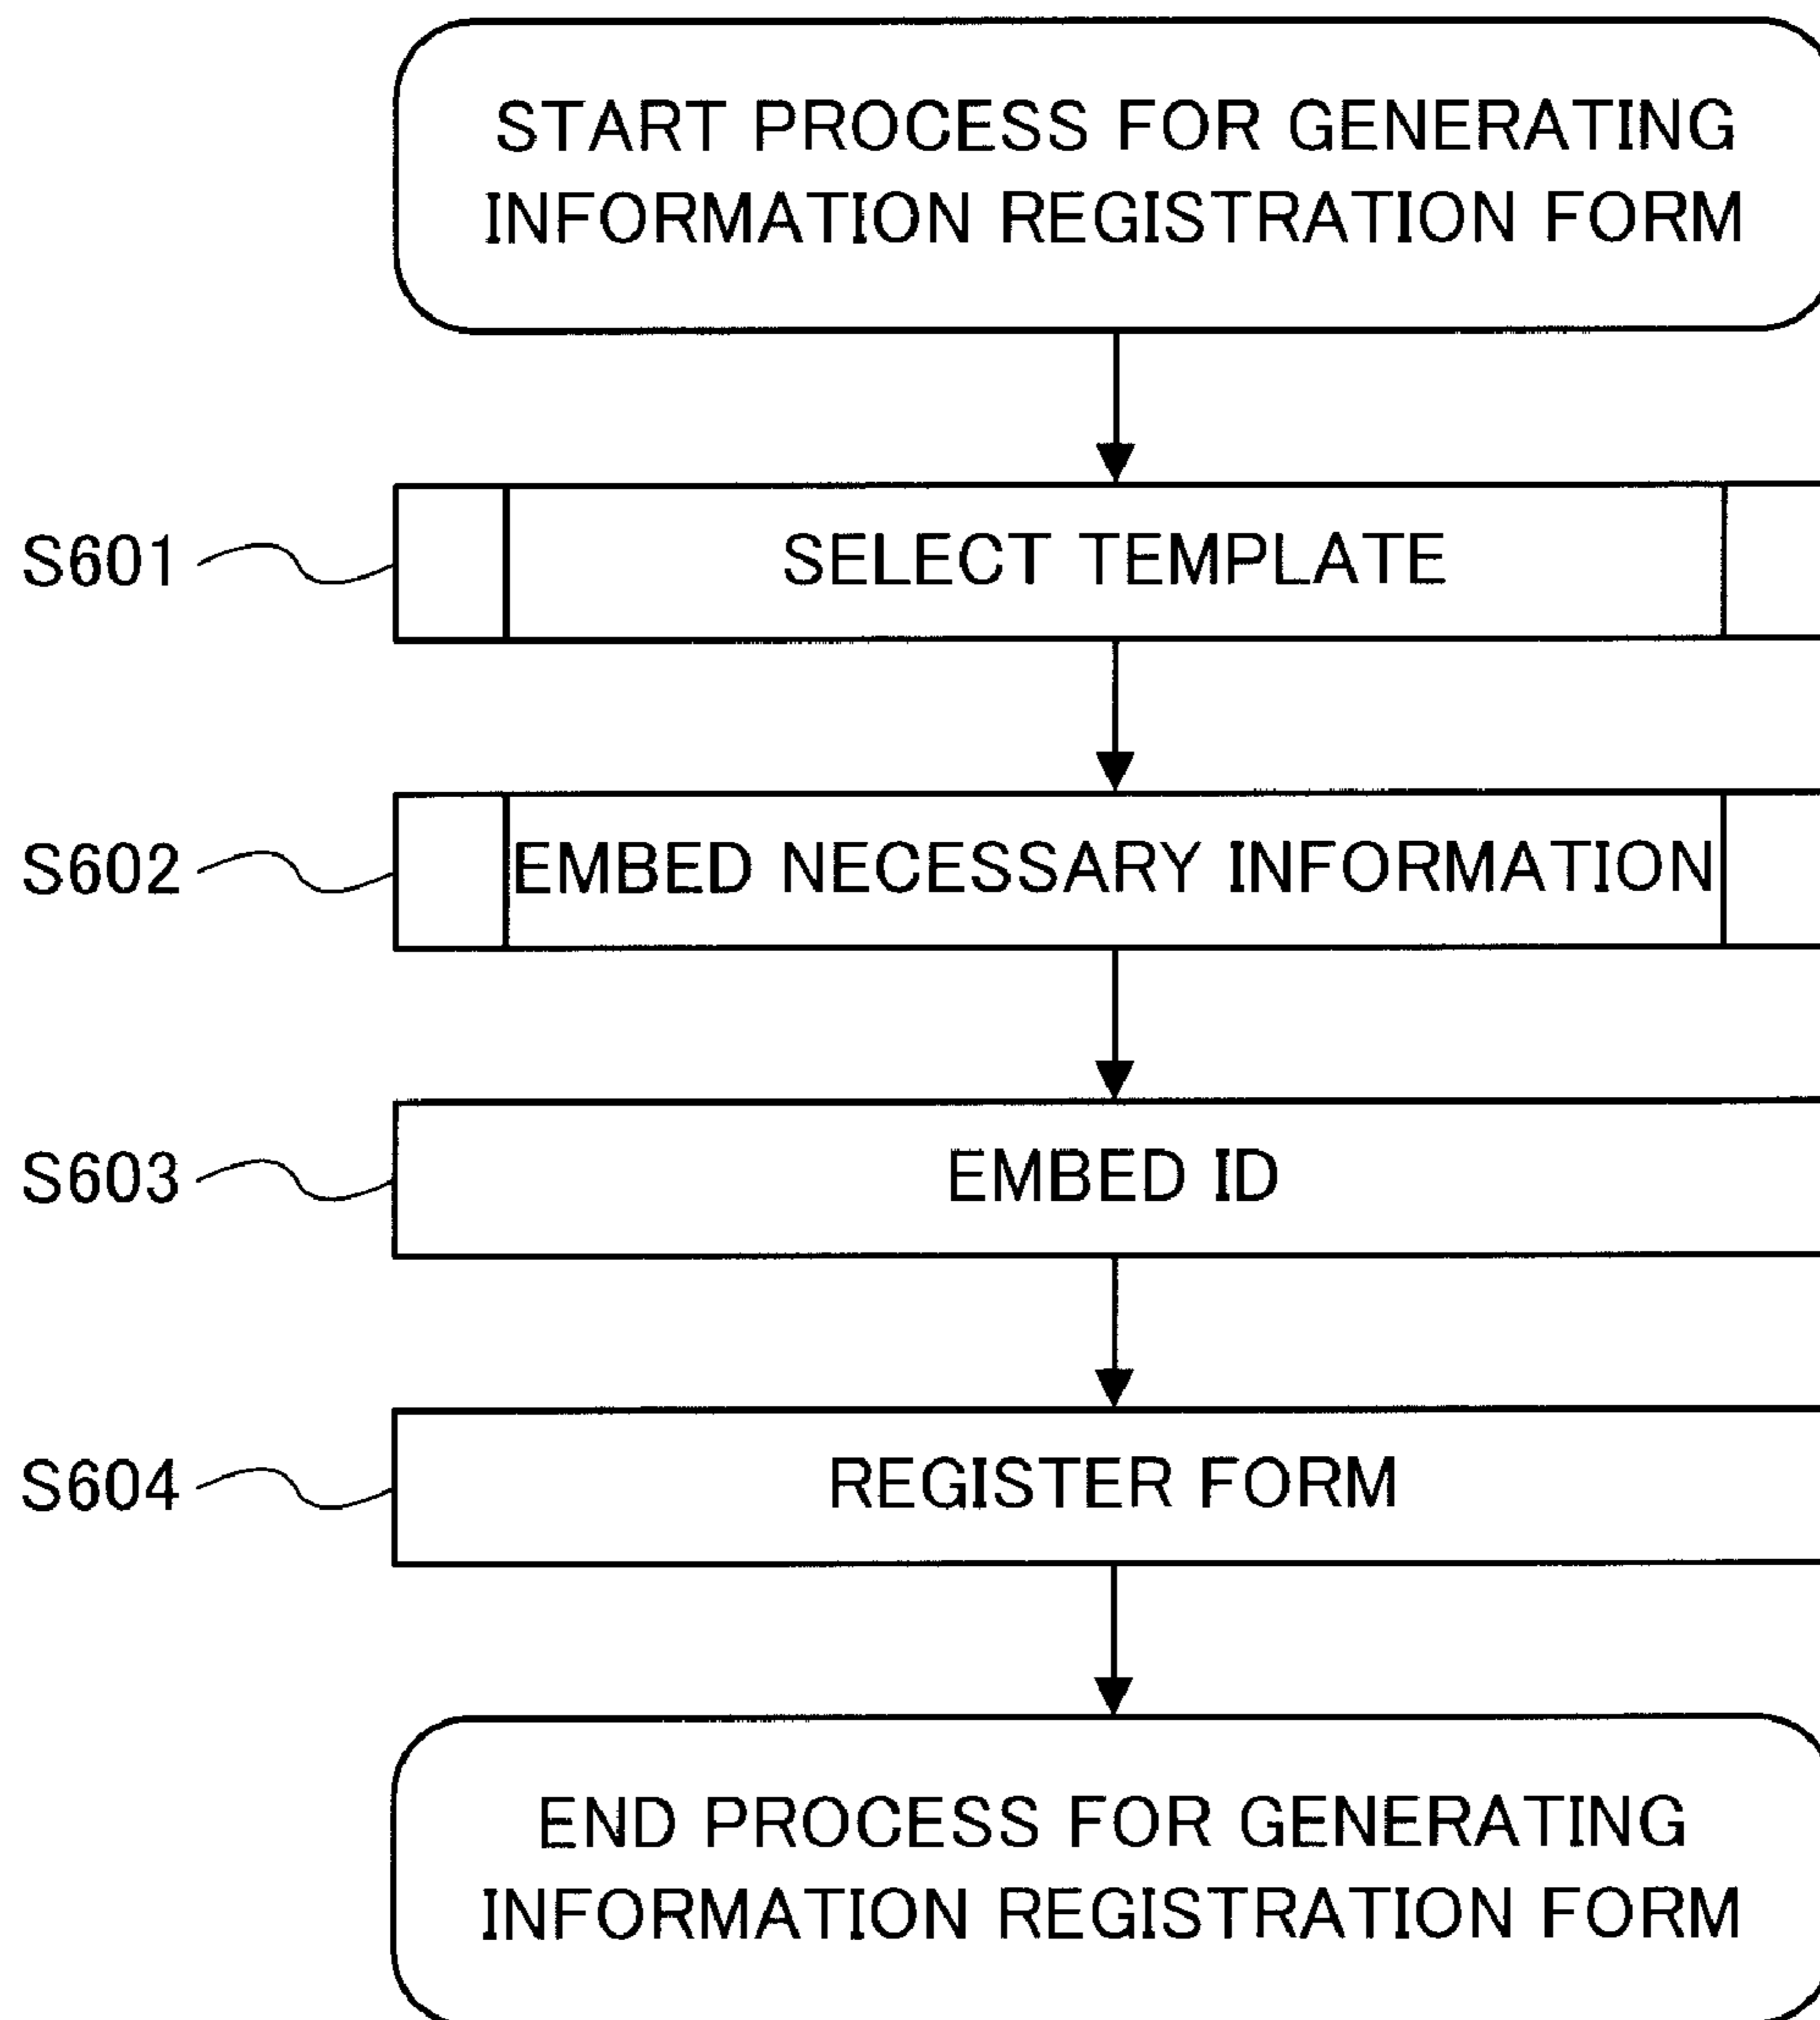 START PROCESS FOR GENERATING
INFORMATION REGISTRATION FORM
S601
SELECT TEMPLATE
S602
EMBED NECESSARY INFORMATION
S603
EMBED ID
S604
REGISTER FORM
END PROCESS FOR GENERATING
INFORMATION REGISTRATION FORM